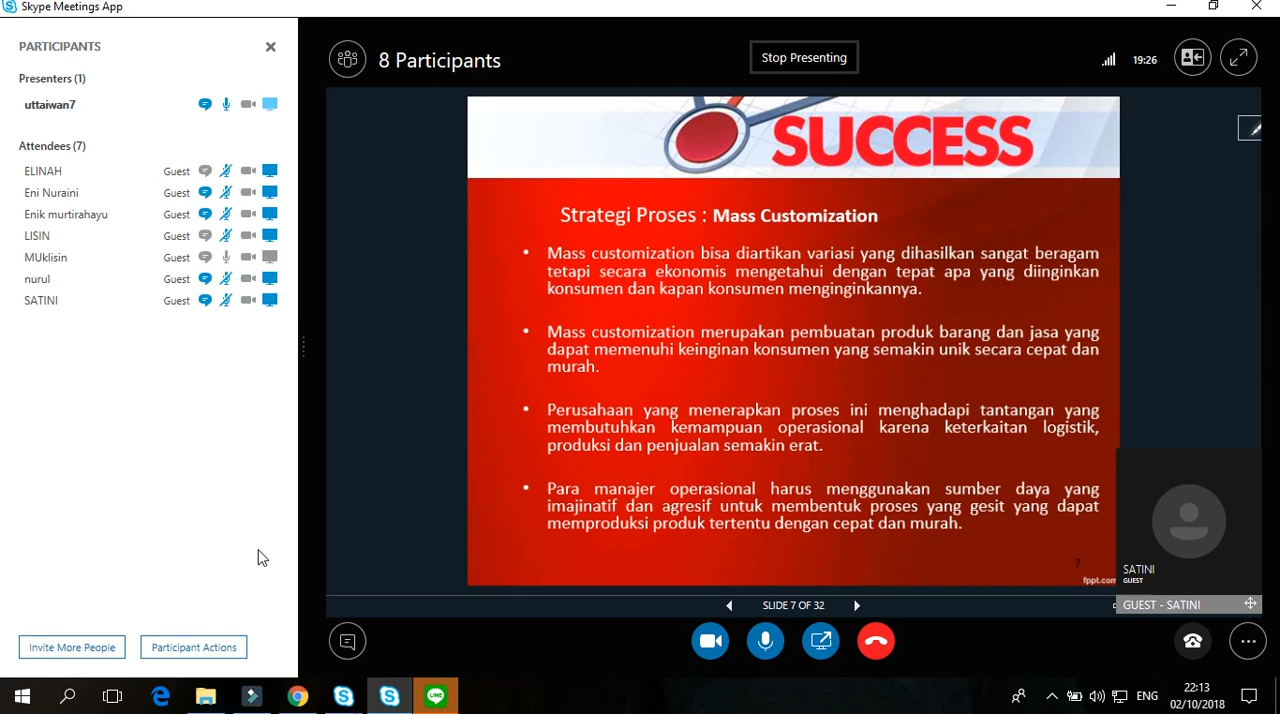 Skype Meetings App
PARTICIPANTS
Presenters (1)
uttaiwan7
Attendees (7)
ELINAH Guest
Eni Nuraini Guest
Enik murtirahayu Guest
LISIN Guest
MUklisin Guest
nurul Guest
SATINI Guest
Invite More People
Participant Actions
8 Participants
Stop Presenting
19:26
SUCCESS
Strategi Proses : Mass Customization
• Mass customization bisa diartikan variasi yang dihasilkan sangat beragam
tetapi secara ekonomis mengetahui dengan tepat apa yang diinginkan
konsumen dan kapan konsumen menginginkannya.
• Mass customization merupakan pembuatan produk barang dan jasa yang
dapat memenuhi keinginan konsumen yang semakin unik secara cepat dan
murah.
• Perusahaan yang menerapkan proses ini menghadapi tantangan yang
membutuhkan kemampuan operasional karena keterkaitan logistik,
produksi dan penjualan semakin erat.
• Para manajer operasional harus menggunakan sumber daya yang
imajinatif dan agresif untuk membentuk proses yang gesit yang dapat
memproduksi produk tertentu dengan cepat dan murah.
7
fppt.com
SATINI
GUEST
GUEST - SATINI
SLIDE 7 OF 32
LINE
ENG
22:13
02/10/2018